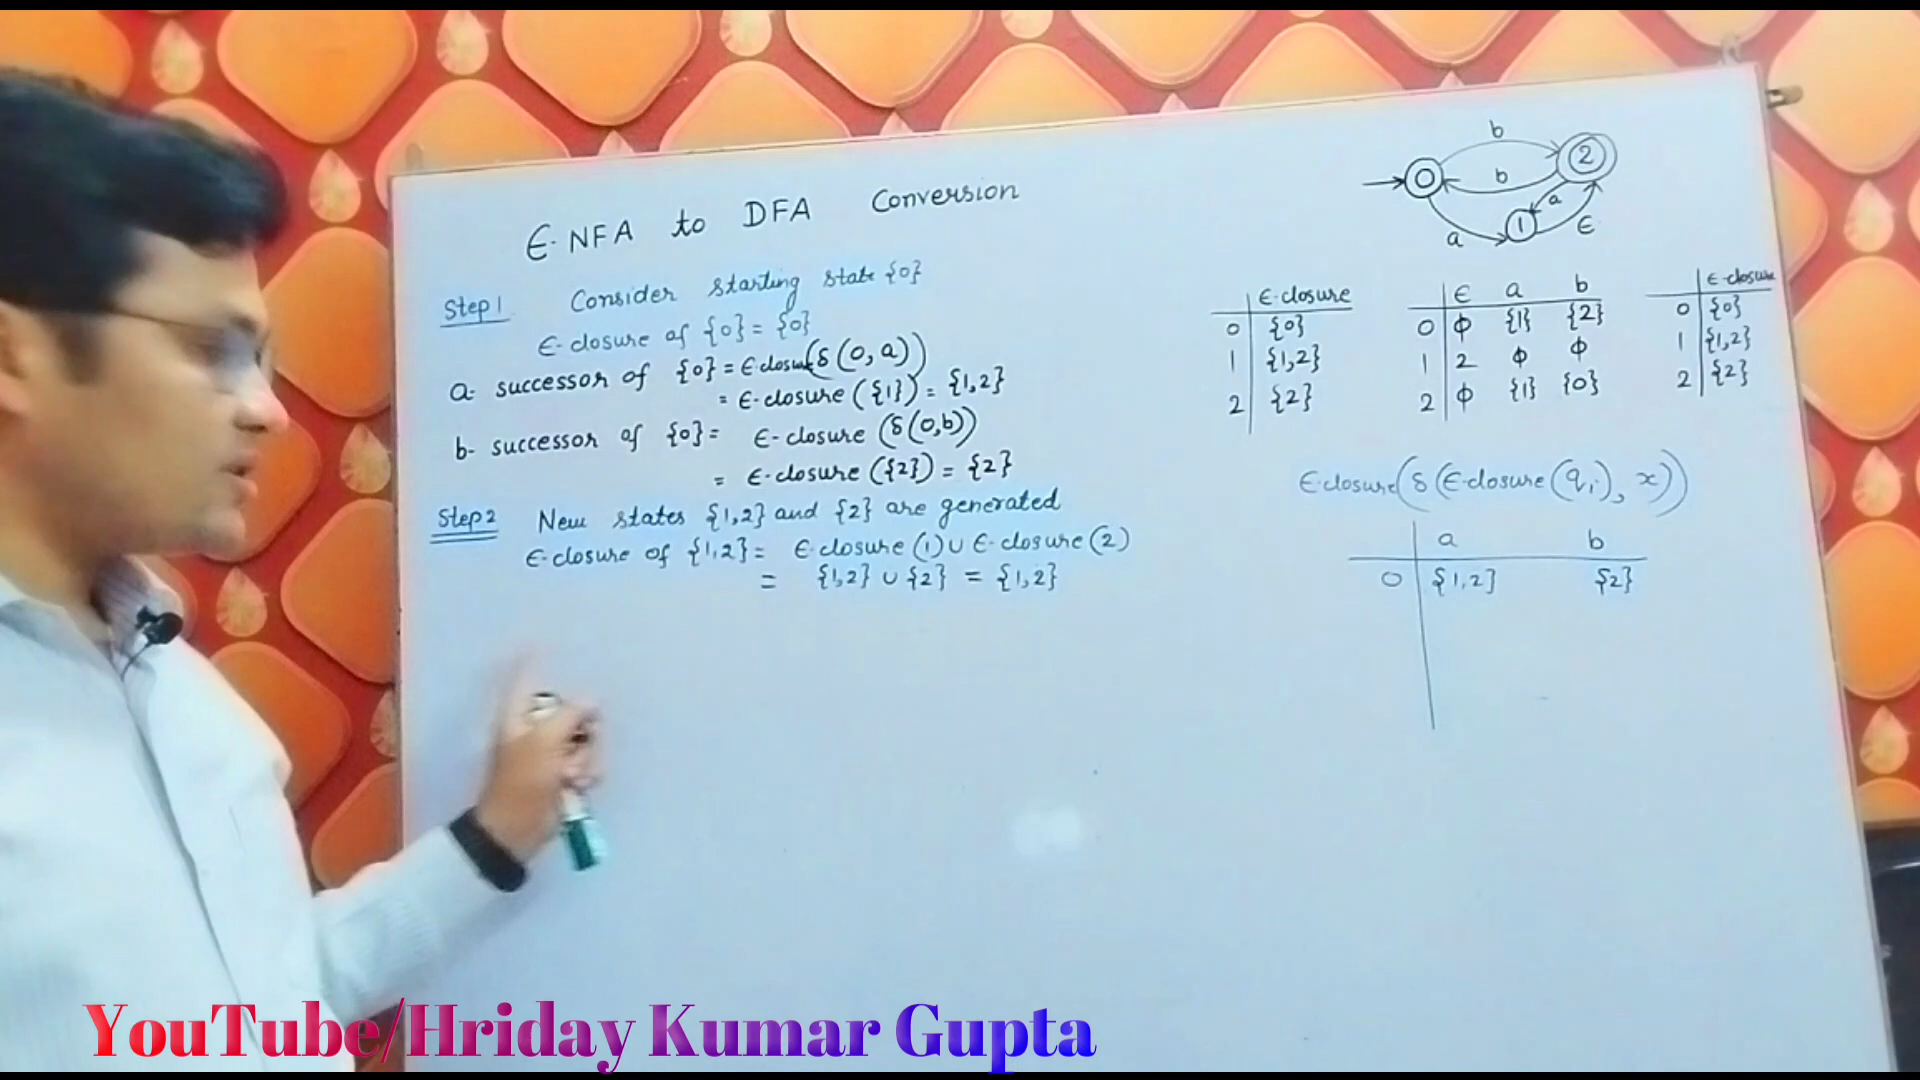 Є-NFA to DFA Conversion
Step 1 Consider starting state {0}
Є-closure of {0} = {0}
a- successor of {0} = Є closure(δ(0,a))
= Є-closure ({1}) = {1,2}
b- successor of {0} = Є-closure (δ(0,b))
= Є-closure ({2}) = {2}
Step 2 New states {1,2} and {2} are generated
Є-closure of {1,2} = Є-closure (1) ∪ Є-closure (2)
= {1,2} ∪ {2} = {1,2}
b
2
0
b
a
1
Є
a
Є-closure
0 {0}
1 {1,2}
2 {2}
Є a b
0 ϕ {1} {2}
1 2 ϕ ϕ
2 ϕ {1} {0}
Є-closure
0 {0}
1 {1,2}
2 {2}
Є-closure(δ(Є-closure(qi), x))
a b
0 {1,2} {2}
YouTube/Hriday Kumar Gupta